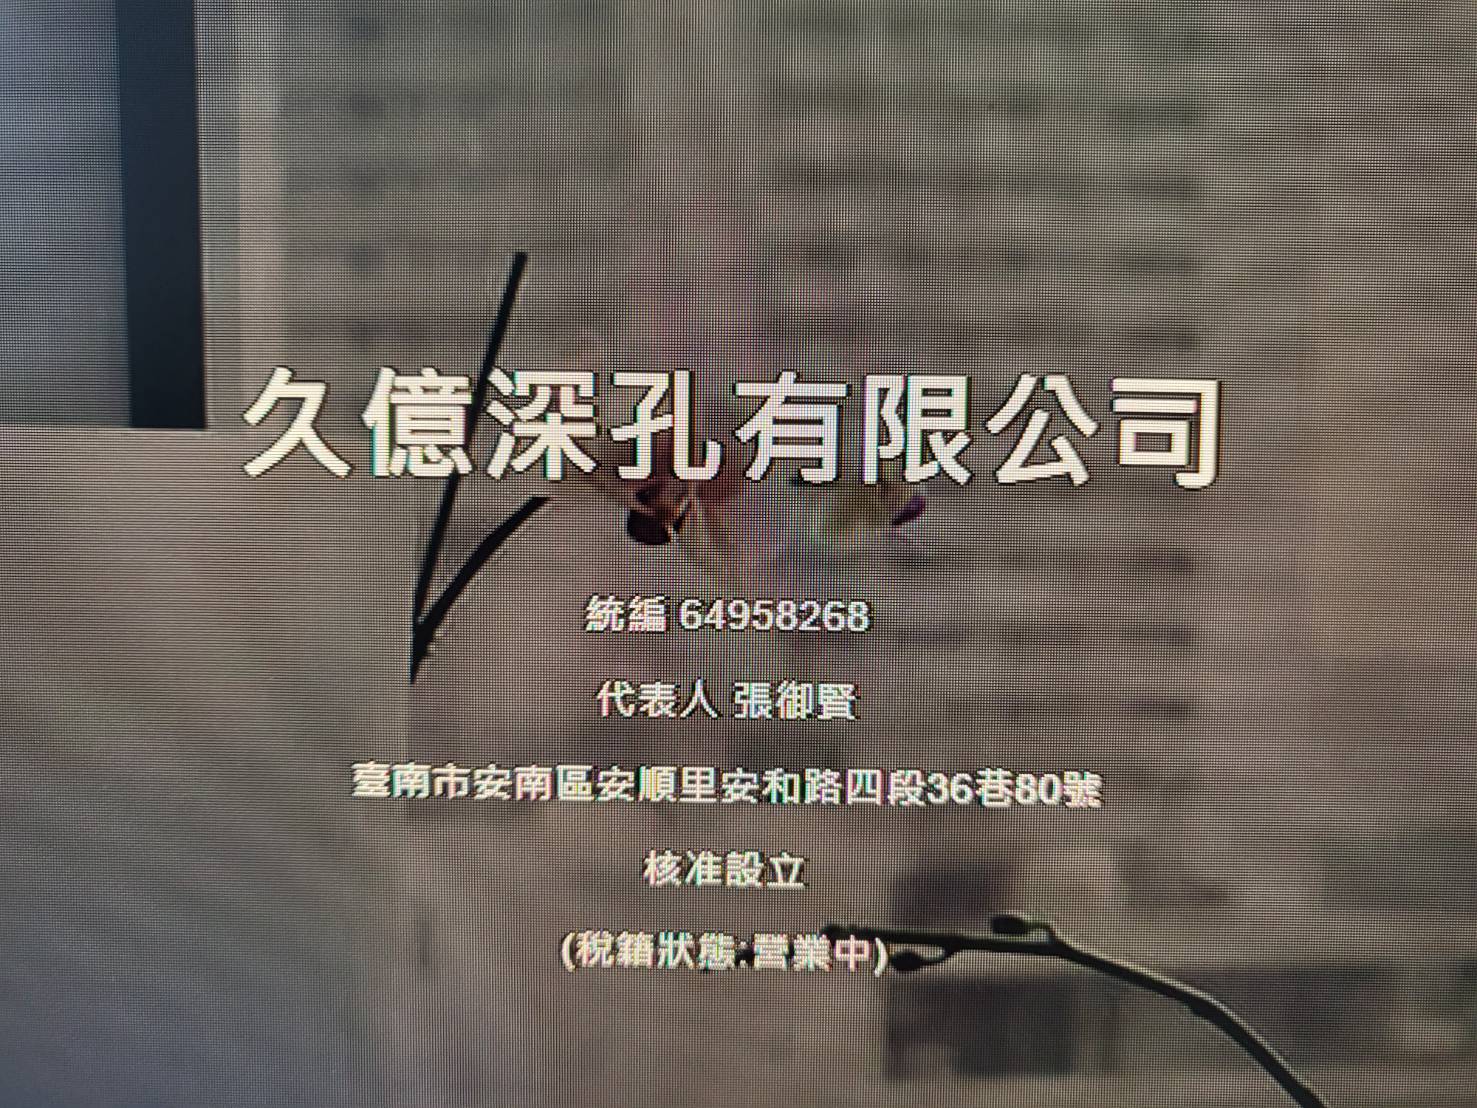 久億深孔有限公司
統編 64958268
代表人 張御賢
臺南市安南區安順里安和路四段36巷80號
核准設立
(稅籍狀態:營業中)